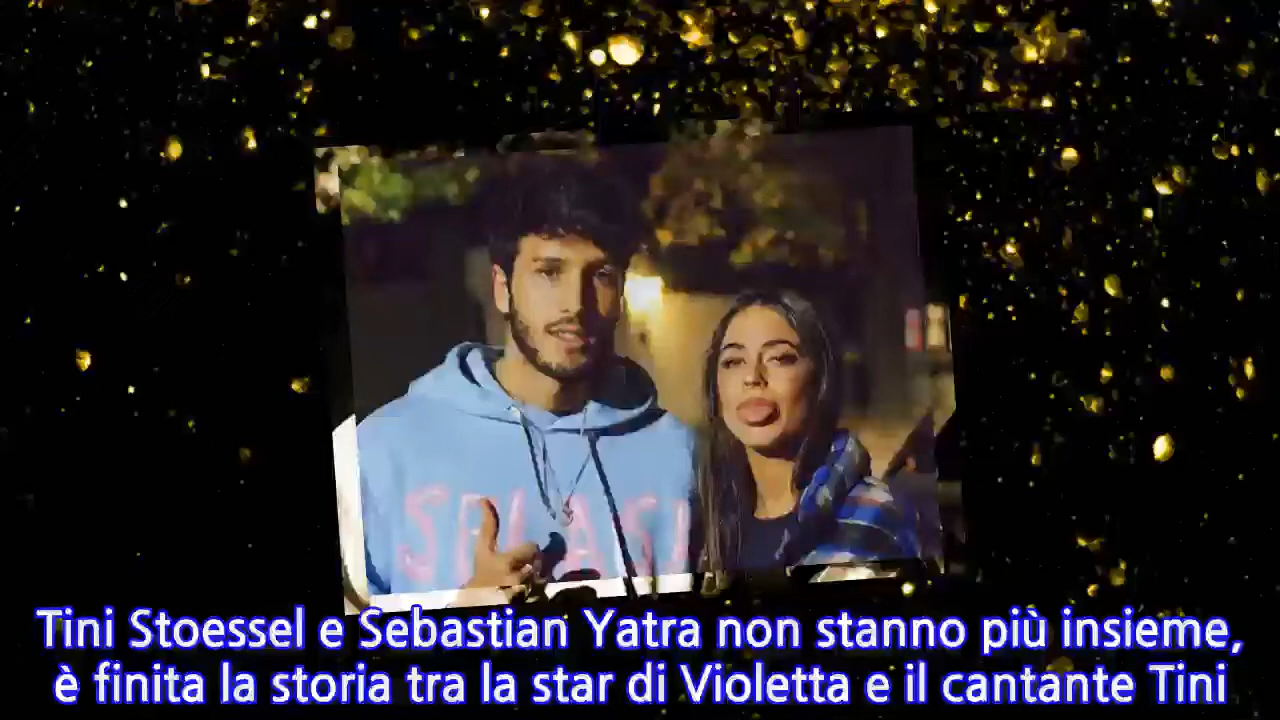 SPLASH
Tini Stoessel e Sebastian Yatra non stanno più insieme,
è finita la storia tra la star di Violetta e il cantante Tini